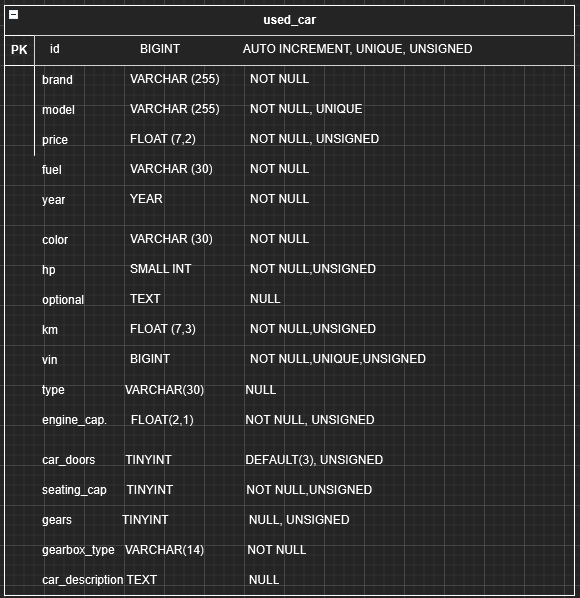 used_car
PK id BIGINT AUTO INCREMENT, UNIQUE, UNSIGNED
brand VARCHAR (255) NOT NULL
model VARCHAR (255) NOT NULL, UNIQUE
price FLOAT (7,2) NOT NULL, UNSIGNED
fuel VARCHAR (30) NOT NULL
year YEAR NOT NULL
color VARCHAR (30) NOT NULL
hp SMALL INT NOT NULL,UNSIGNED
optional TEXT NULL
km FLOAT (7,3) NOT NULL,UNSIGNED
vin BIGINT NOT NULL,UNIQUE,UNSIGNED
type VARCHAR(30) NULL
engine_cap. FLOAT(2,1) NOT NULL, UNSIGNED
car_doors TINYINT DEFAULT(3), UNSIGNED
seating_cap TINYINT NOT NULL,UNSIGNED
gears TINYINT NULL, UNSIGNED
gearbox_type VARCHAR(14) NOT NULL
car_description TEXT NULL